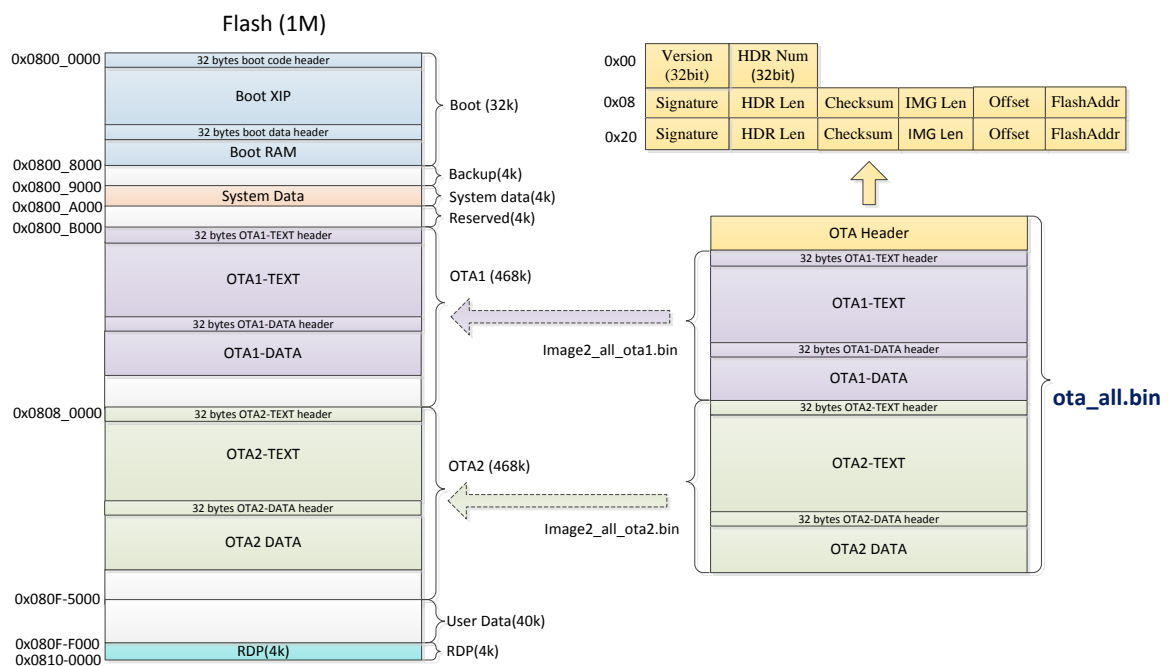 Flash (1M)
0x0800_0000
32 bytes boot code header
Boot XIP
32 bytes boot data header
Boot RAM
Boot (32k)
0x0800_8000
Backup(4k)
0x0800_9000
System Data
System data(4k)
0x0800_A000
Reserved(4k)
0x0800_B000
32 bytes OTA1-TEXT header
OTA1-TEXT
32 bytes OTA1-DATA header
OTA1-DATA
OTA1 (468k)
0x0808_0000
32 bytes OTA2-TEXT header
OTA2-TEXT
32 bytes OTA2-DATA header
OTA2 DATA
OTA2 (468k)
0x080F-5000
User Data(40k)
0x080F-F000
RDP(4k)
RDP(4k)
0x0810-0000
Image2_all_ota1.bin
Image2_all_ota2.bin
0x00
Version
(32bit)
HDR Num
(32bit)
0x08
Signature HDR Len Checksum IMG Len Offset FlashAddr
0x20
Signature HDR Len Checksum IMG Len Offset FlashAddr
OTA Header
32 bytes OTA1-TEXT header
OTA1-TEXT
32 bytes OTA1-DATA header
OTA1-DATA
32 bytes OTA2-TEXT header
OTA2-TEXT
32 bytes OTA2-DATA header
OTA2 DATA
ota_all.bin